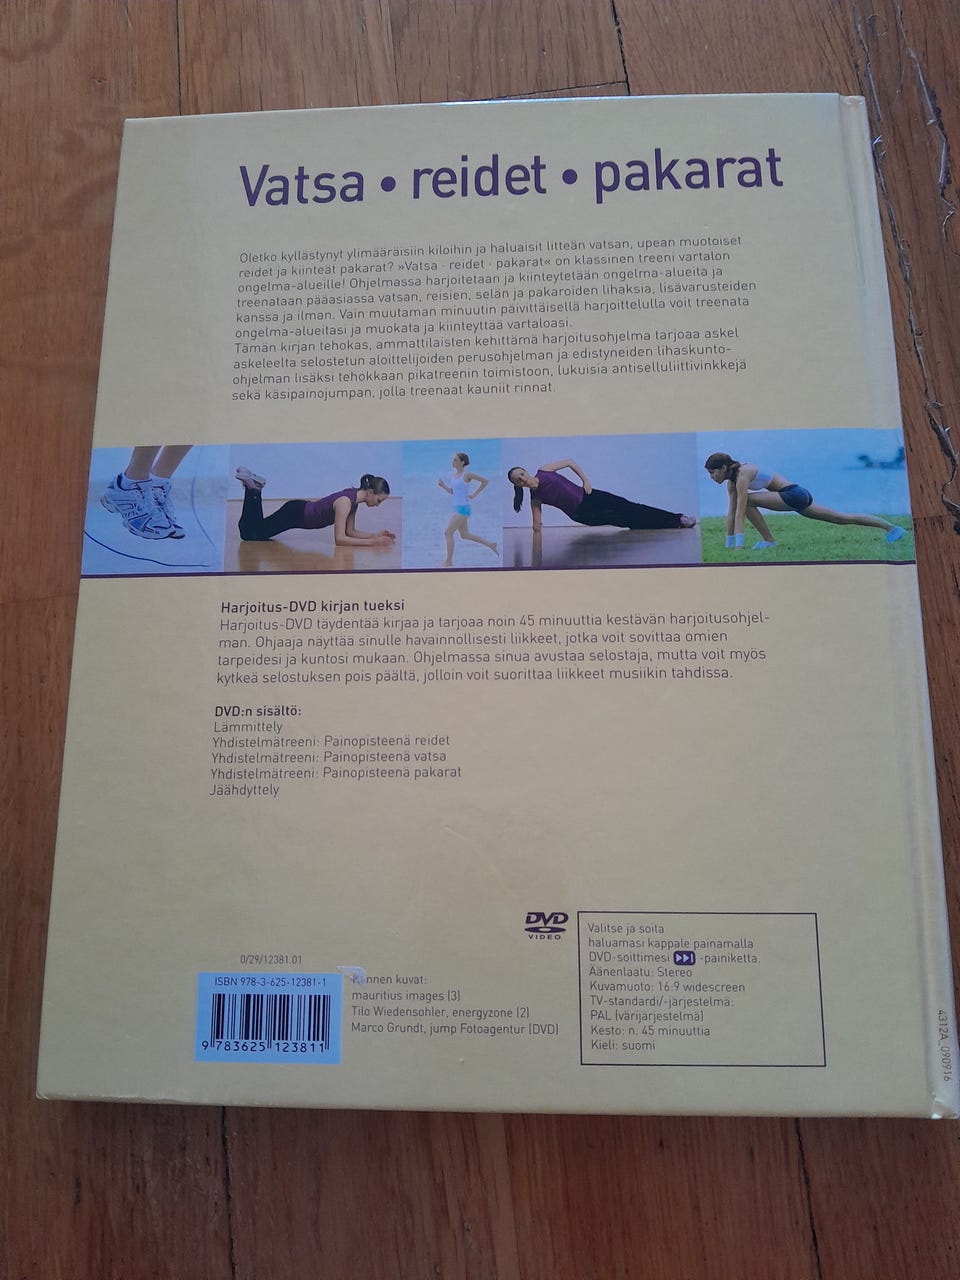 Vatsa • reidet • pakarat
Oletko kyllästynyt ylimääräisiin kiloihin ja haluaisit litteän vatsan, upean muotoiset
reidet ja kiinteät pakarat? »Vatsa · reidet · pakarat« on klassinen treeni vartalon
ongelma-alueille! Ohjelmassa harjoitetaan ja kiinteytetään ongelma-alueita ja
treenataan pääasiassa vatsan, reisien, selän ja pakaroiden lihaksia, lisävarusteiden
kanssa ja ilman. Vain muutaman minuutin päivittäisellä harjoittelulla voit treenata
ongelma-alueitasi ja muokata ja kiinteyttää vartaloasi.
Tämän kirjan tehokas, ammattilaisten kehittämä harjoitusohjelma tarjoaa askel
askeleelta selostetun aloittelijoiden perusohjelman ja edistyneiden lihaskunto-
ohjelman lisäksi tehokkaan pikatreenin toimistoon, lukuisia antiselluliittivinkkejä
sekä käsipainojumpan, jolla treenaat kauniit rinnat.
Harjoitus-DVD kirjan tueksi
Harjoitus-DVD täydentää kirjaa ja tarjoaa noin 45 minuuttia kestävän harjoitusohjel-
man. Ohjaaja näyttää sinulle havainnollisesti liikkeet, jotka voit sovittaa omien
tarpeidesi ja kuntosi mukaan. Ohjelmassa sinua avustaa selostaja, mutta voit myös
kytkeä selostuksen pois päältä, jolloin voit suorittaa liikkeet musiikin tahdissa.
DVD:n sisältö:
Lämmittely
Yhdistelmätreeni: Painopisteenä reidet
Yhdistelmätreeni: Painopisteenä vatsa
Yhdistelmätreeni: Painopisteenä pakarat
Jäähdyttely
0/29/12381.01
ISBN 978-3-625-12381-1
9 783625 123811
kuvat:
mauritius images (3)
Tilo Wiedensohler, energyzone (2)
Marco Grundt, jump Fotoagentur (DVD)
DVD
VIDEO
Valitse ja soita
haluamasi kappale painamalla
DVD-soittimesi -painiketta.
Äänenlaatu: Stereo
Kuvamuoto: 16:9 widescreen
TV-standardi/-järjestelmä:
PAL (värijärjestelmä)
Kesto: n. 45 minuuttia
Kieli: suomi
4312A_090916